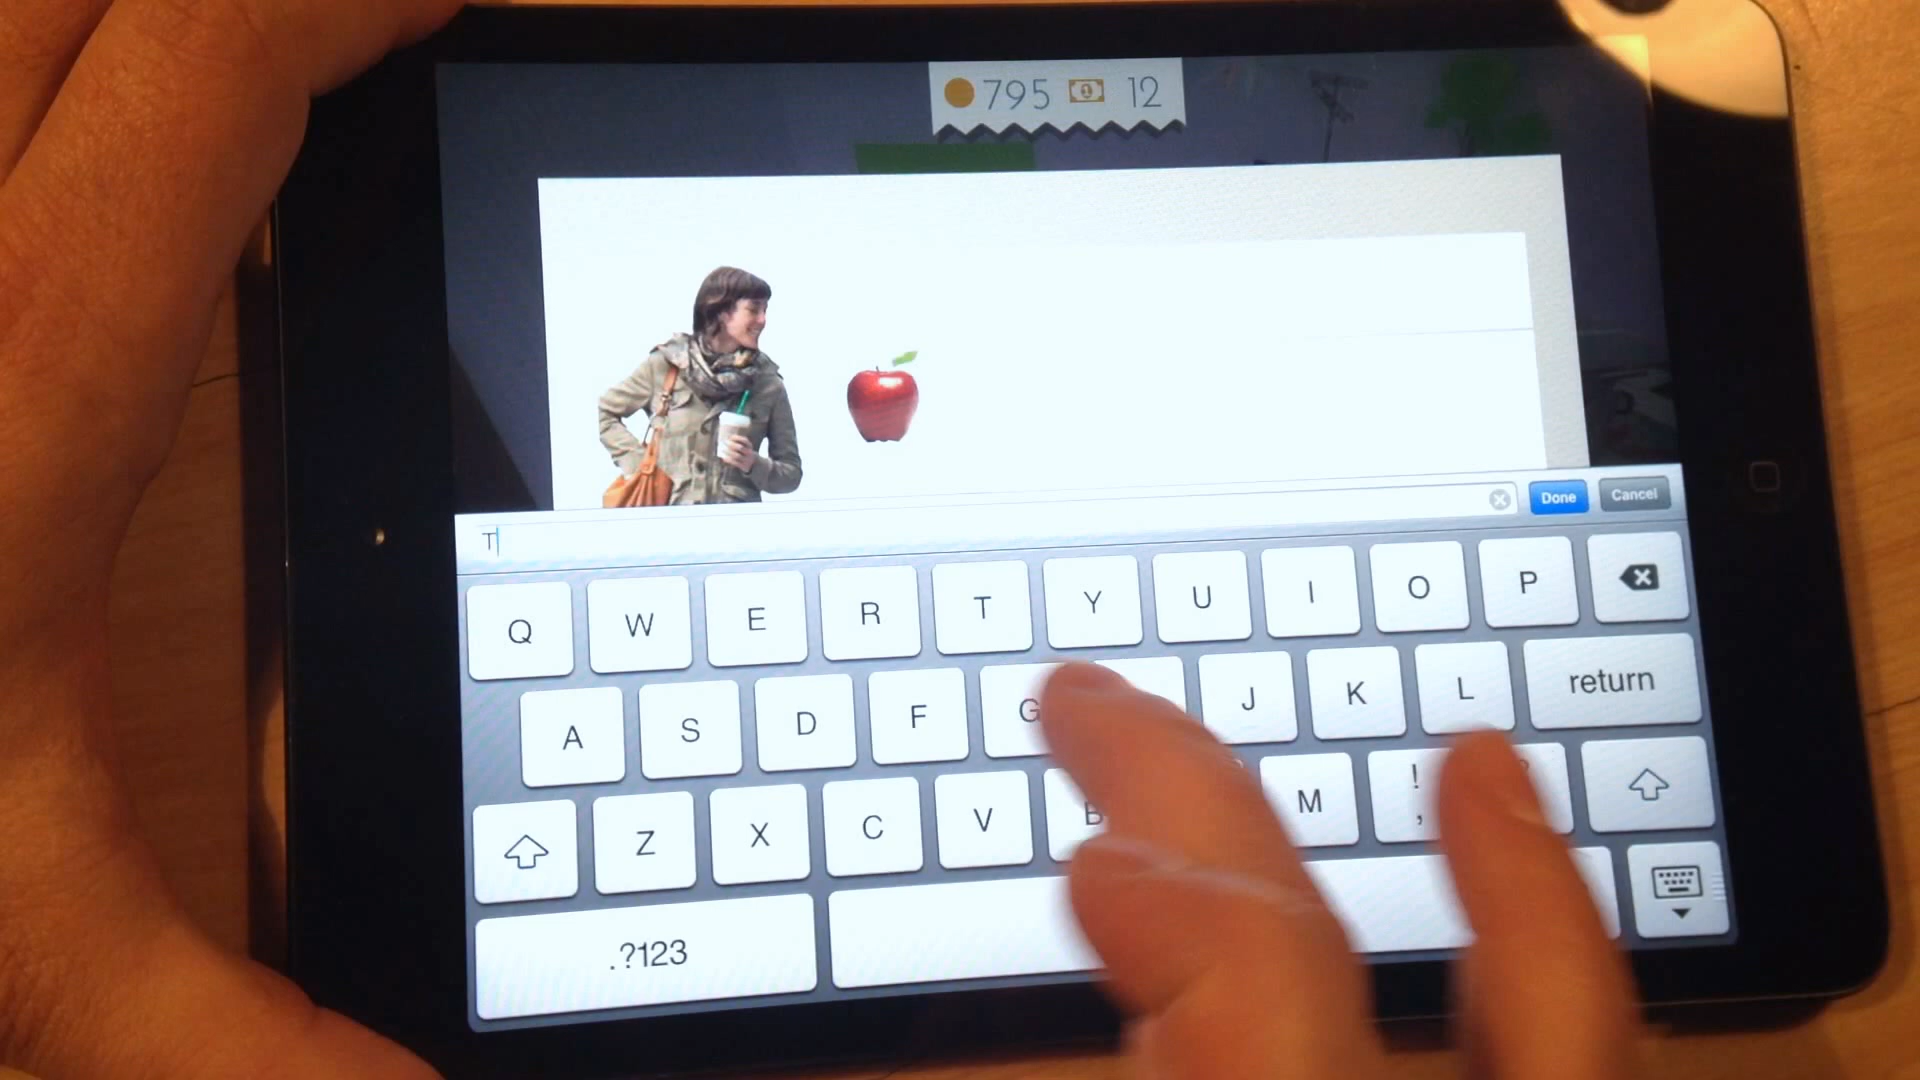 795 12
T
Done Cancel
Q W E R T Y U I O P
A S D F G J K L return
Z X C V B M ! ,
.?123